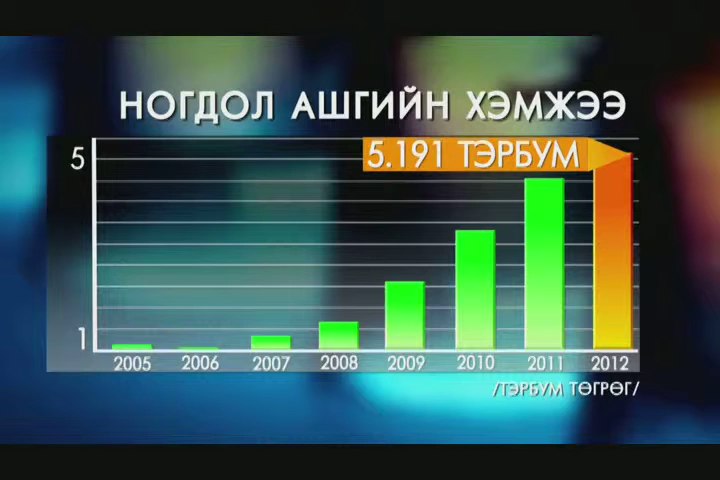 НОГДОЛ АШГИЙН ХЭМЖЭЭ
5.191 ТЭРБУМ
5
1
2005 2006 2007 2008 2009 2010 2011 2012
/ТЭРБУМ ТӨГРӨГ/